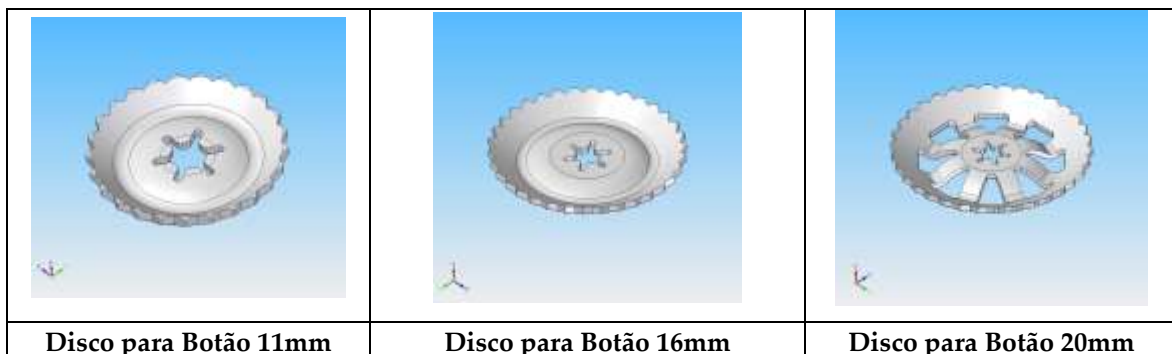 Disco para Botão 11mm
Disco para Botão 16mm
Disco para Botão 20mm